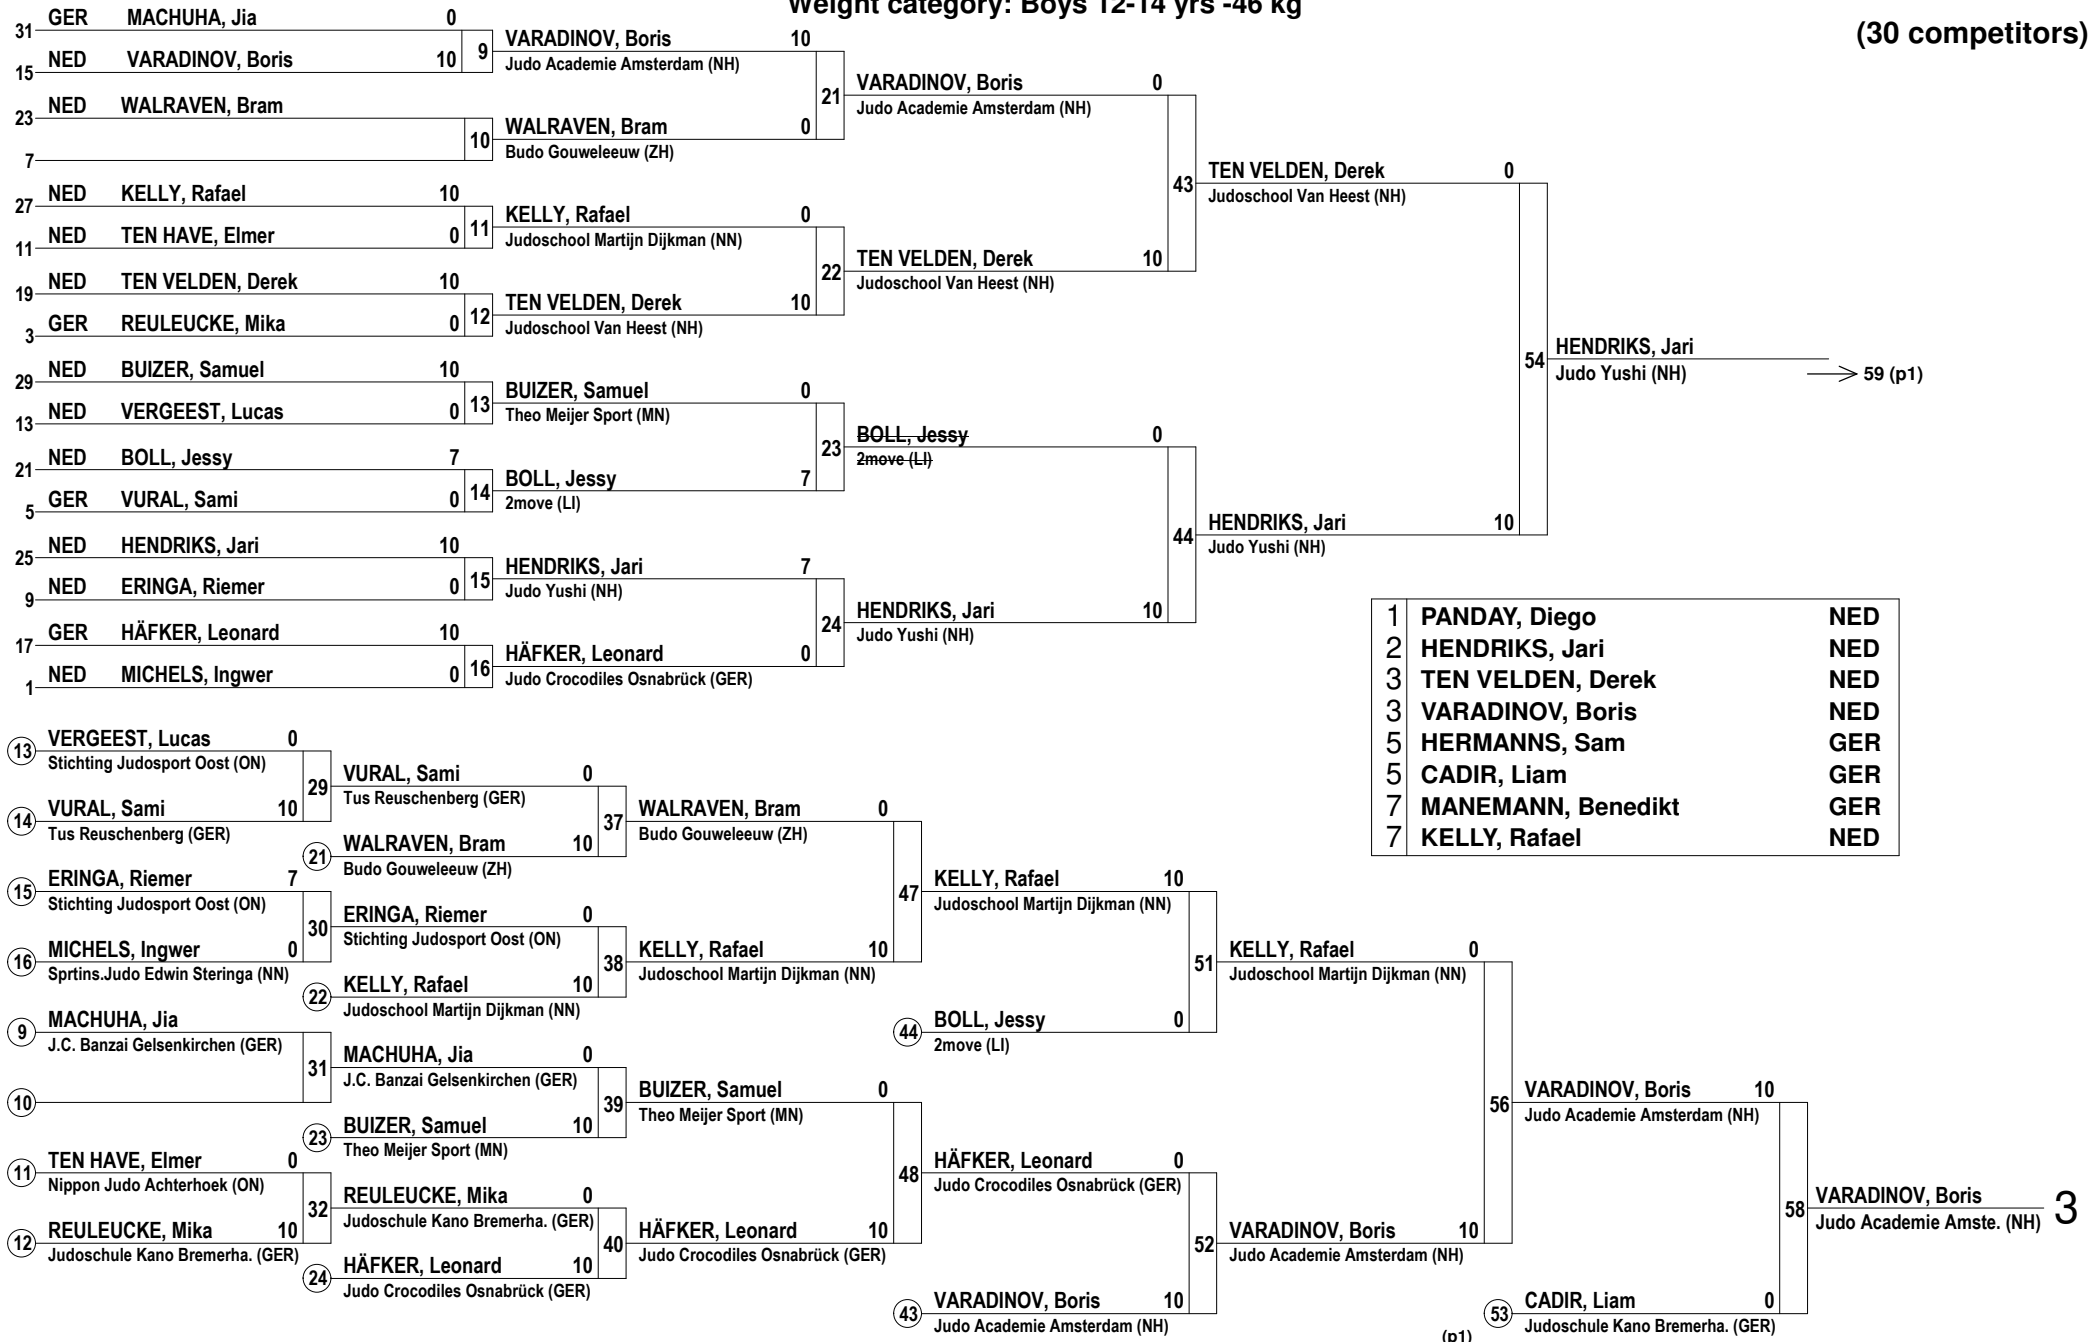 Weight category: Boys 12-14 yrs -46 kg
(30 competitors)
31 GER MACHUHA, Jia 0
15 NED VARADINOV, Boris 10
9
VARADINOV, Boris 10
Judo Academie Amsterdam (NH)
23 NED WALRAVEN, Bram
7
10
WALRAVEN, Bram 0
Budo Gouweleeuw (ZH)
21
VARADINOV, Boris 0
Judo Academie Amsterdam (NH)
27 NED KELLY, Rafael 10
11 NED TEN HAVE, Elmer 0
11
KELLY, Rafael 0
Judoschool Martijn Dijkman (NN)
19 NED TEN VELDEN, Derek 10
3 GER REULEUCKE, Mika 0
12
TEN VELDEN, Derek 10
Judoschool Van Heest (NH)
22
TEN VELDEN, Derek 10
Judoschool Van Heest (NH)
43
TEN VELDEN, Derek 0
Judoschool Van Heest (NH)
29 NED BUIZER, Samuel 10
13 NED VERGEEST, Lucas 0
13
BUIZER, Samuel 0
Theo Meijer Sport (MN)
21 NED BOLL, Jessy 7
5 GER VURAL, Sami 0
14
BOLL, Jessy 7
2move (LI)
23
BOLL, Jessy 0
2move (LI)
25 NED HENDRIKS, Jari 10
9 NED ERINGA, Riemer 0
15
HENDRIKS, Jari 7
Judo Yushi (NH)
17 GER HÄFKER, Leonard 10
1 NED MICHELS, Ingwer 0
16
HÄFKER, Leonard 0
Judo Crocodiles Osnabrück (GER)
24
HENDRIKS, Jari 10
Judo Yushi (NH)
44
HENDRIKS, Jari 10
Judo Yushi (NH)
54
HENDRIKS, Jari
Judo Yushi (NH)
59 (p1)
1 PANDAY, Diego NED
2 HENDRIKS, Jari NED
3 TEN VELDEN, Derek NED
3 VARADINOV, Boris NED
5 HERMANNS, Sam GER
5 CADIR, Liam GER
7 MANEMANN, Benedikt GER
7 KELLY, Rafael NED
13 VERGEEST, Lucas 0
Stichting Judosport Oost (ON)
14 VURAL, Sami 10
Tus Reuschenberg (GER)
29
VURAL, Sami 0
Tus Reuschenberg (GER)
21 WALRAVEN, Bram 10
Budo Gouweleeuw (ZH)
37
WALRAVEN, Bram 0
Budo Gouweleeuw (ZH)
15 ERINGA, Riemer 7
Stichting Judosport Oost (ON)
16 MICHELS, Ingwer 0
Sprtins.Judo Edwin Steringa (NN)
30
ERINGA, Riemer 0
Stichting Judosport Oost (ON)
22 KELLY, Rafael 10
Judoschool Martijn Dijkman (NN)
38
KELLY, Rafael 10
Judoschool Martijn Dijkman (NN)
47
KELLY, Rafael 10
Judoschool Martijn Dijkman (NN)
44 BOLL, Jessy 0
2move (LI)
51
KELLY, Rafael 0
Judoschool Martijn Dijkman (NN)
9 MACHUHA, Jia
J.C. Banzai Gelsenkirchen (GER)
10
31
MACHUHA, Jia 0
J.C. Banzai Gelsenkirchen (GER)
23 BUIZER, Samuel 10
Theo Meijer Sport (MN)
39
BUIZER, Samuel 0
Theo Meijer Sport (MN)
11 TEN HAVE, Elmer 0
Nippon Judo Achterhoek (ON)
12 REULEUCKE, Mika 10
Judoschule Kano Bremerha. (GER)
32
REULEUCKE, Mika 0
Judoschule Kano Bremerha. (GER)
24 HÄFKER, Leonard 10
Judo Crocodiles Osnabrück (GER)
40
HÄFKER, Leonard 10
Judo Crocodiles Osnabrück (GER)
48
HÄFKER, Leonard 0
Judo Crocodiles Osnabrück (GER)
43 VARADINOV, Boris 10
Judo Academie Amsterdam (NH)
52
VARADINOV, Boris 10
Judo Academie Amsterdam (NH)
56
VARADINOV, Boris 10
Judo Academie Amsterdam (NH)
(p1)
53 CADIR, Liam 0
Judoschule Kano Bremerha. (GER)
58
VARADINOV, Boris
Judo Academie Amste. (NH)
3